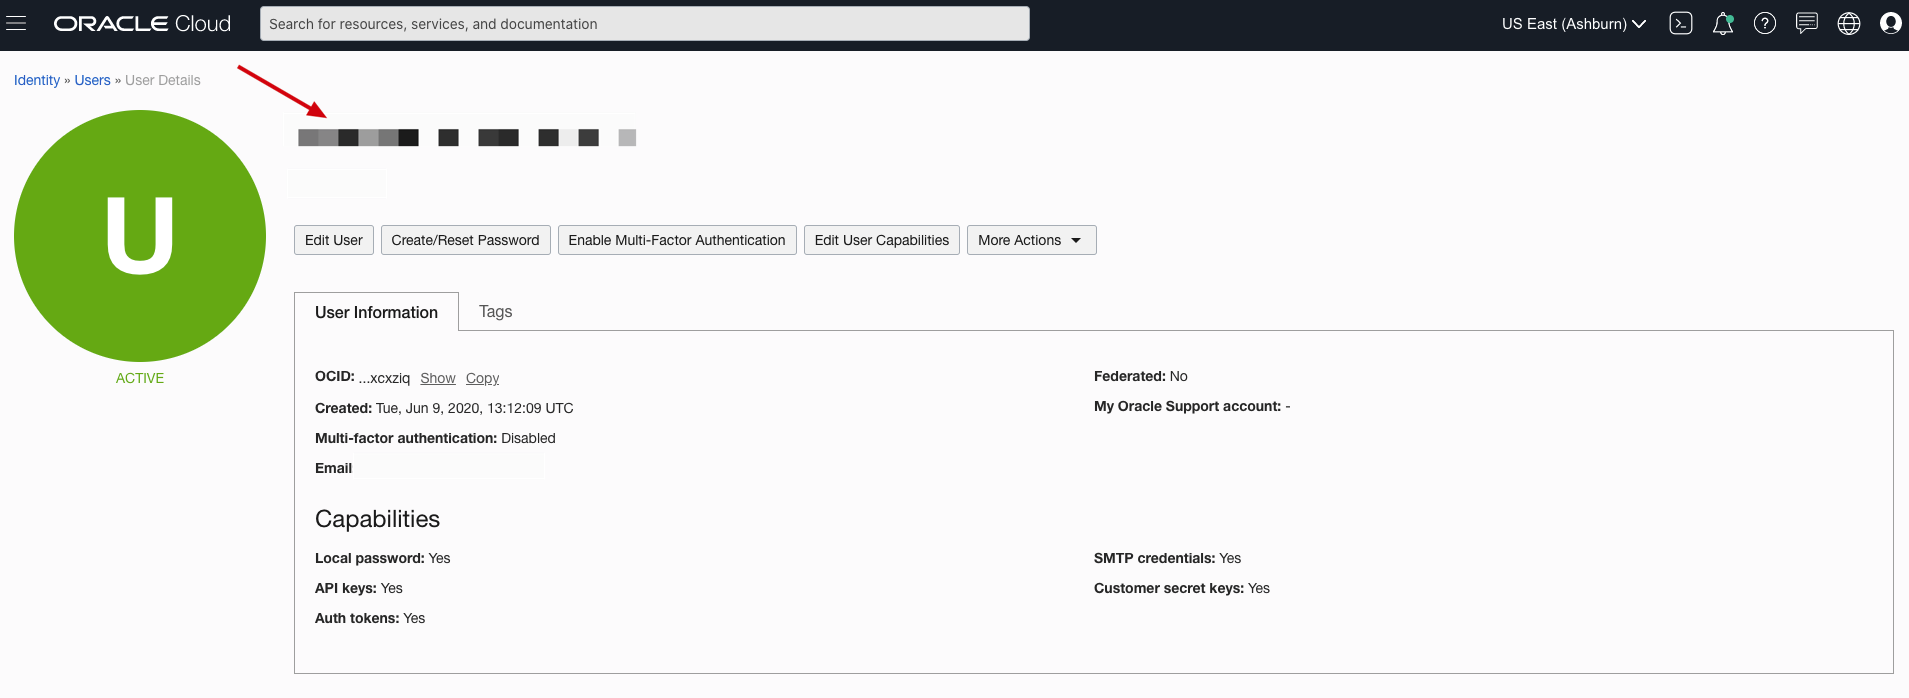 ORACLE Cloud
Search for resources, services, and documentation
US East (Ashburn)
Identity » Users » User Details
U
ACTIVE
Edit User
Create/Reset Password
Enable Multi-Factor Authentication
Edit User Capabilities
More Actions
User Information
Tags
OCID: ...xcxziq Show Copy
Created: Tue, Jun 9, 2020, 13:12:09 UTC
Multi-factor authentication: Disabled
Email
Federated: No
My Oracle Support account: -
Capabilities
Local password: Yes
API keys: Yes
Auth tokens: Yes
SMTP credentials: Yes
Customer secret keys: Yes